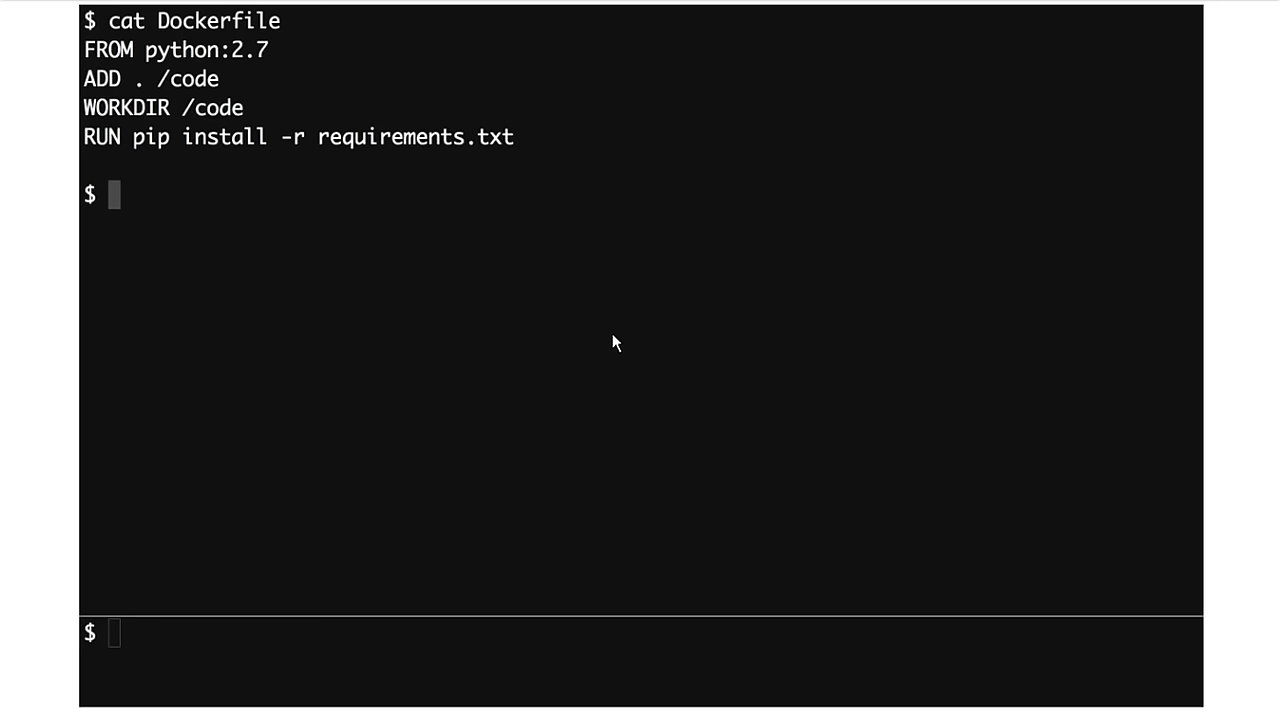 $ cat Dockerfile
FROM python:2.7
ADD . /code
WORKDIR /code
RUN pip install -r requirements.txt
$
$